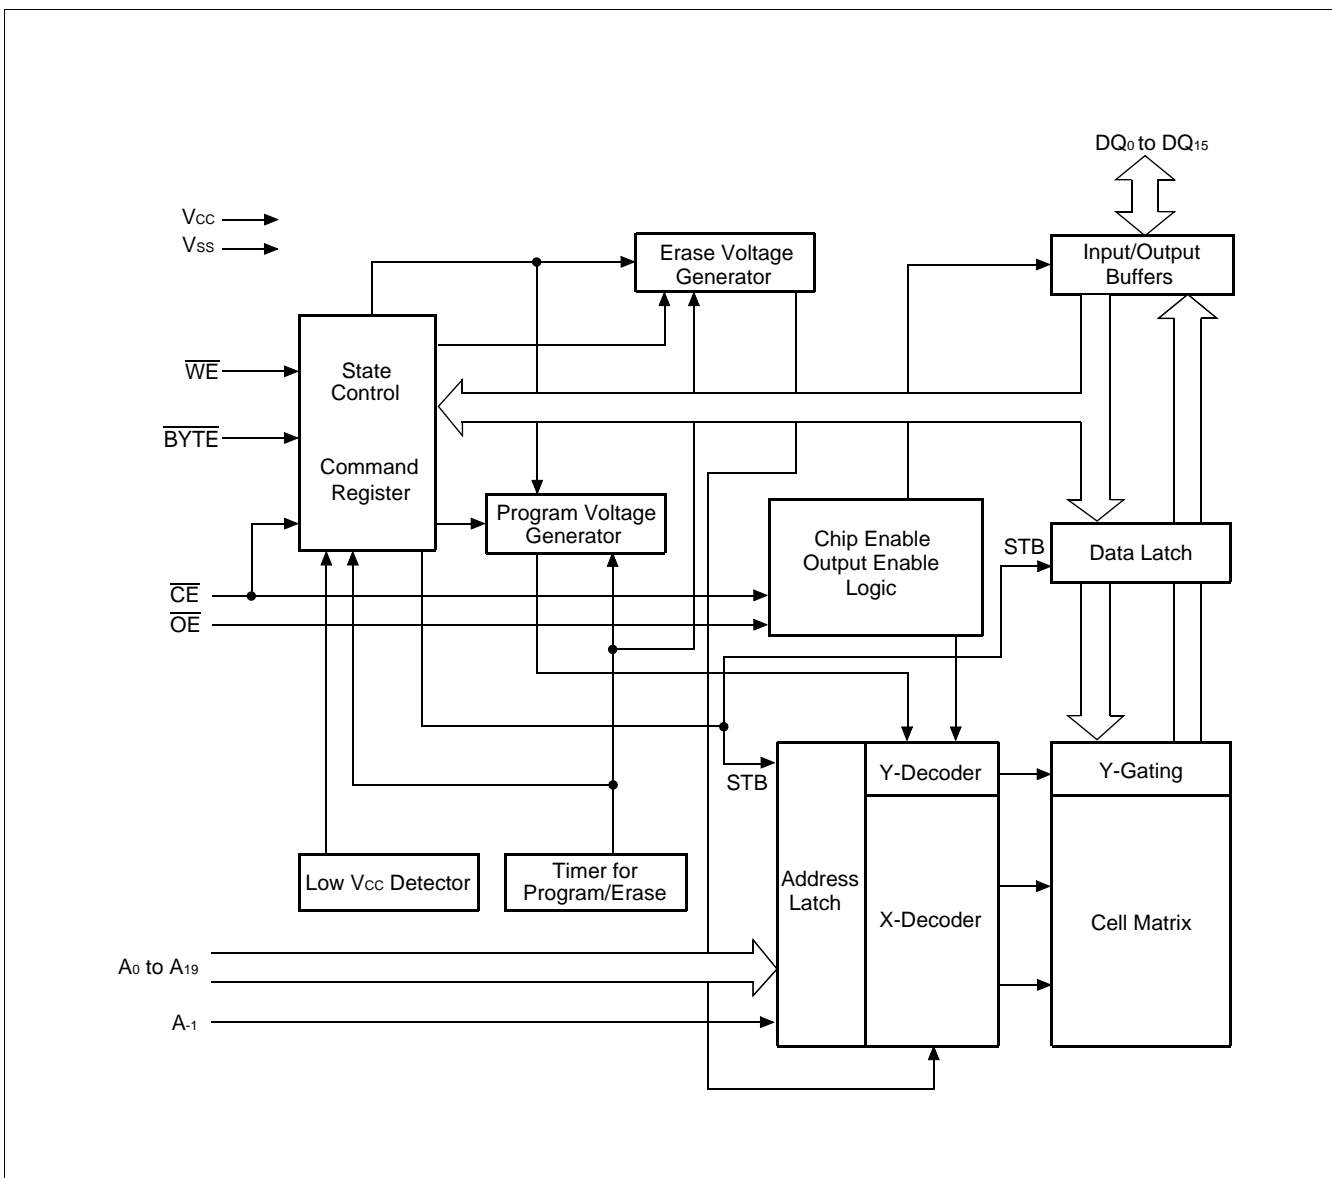 DQ0 to DQ15
VCC
VSS
Erase Voltage
Generator
Input/Output
Buffers
WE
State
Control
BYTE
Command
Register
Program Voltage
Generator
Chip Enable
Output Enable
Logic
STB
Data Latch
CE
OE
STB
Y-Decoder
Y-Gating
Low VCC Detector
Timer for
Program/Erase
Address
Latch
X-Decoder
Cell Matrix
A0 to A19
A-1